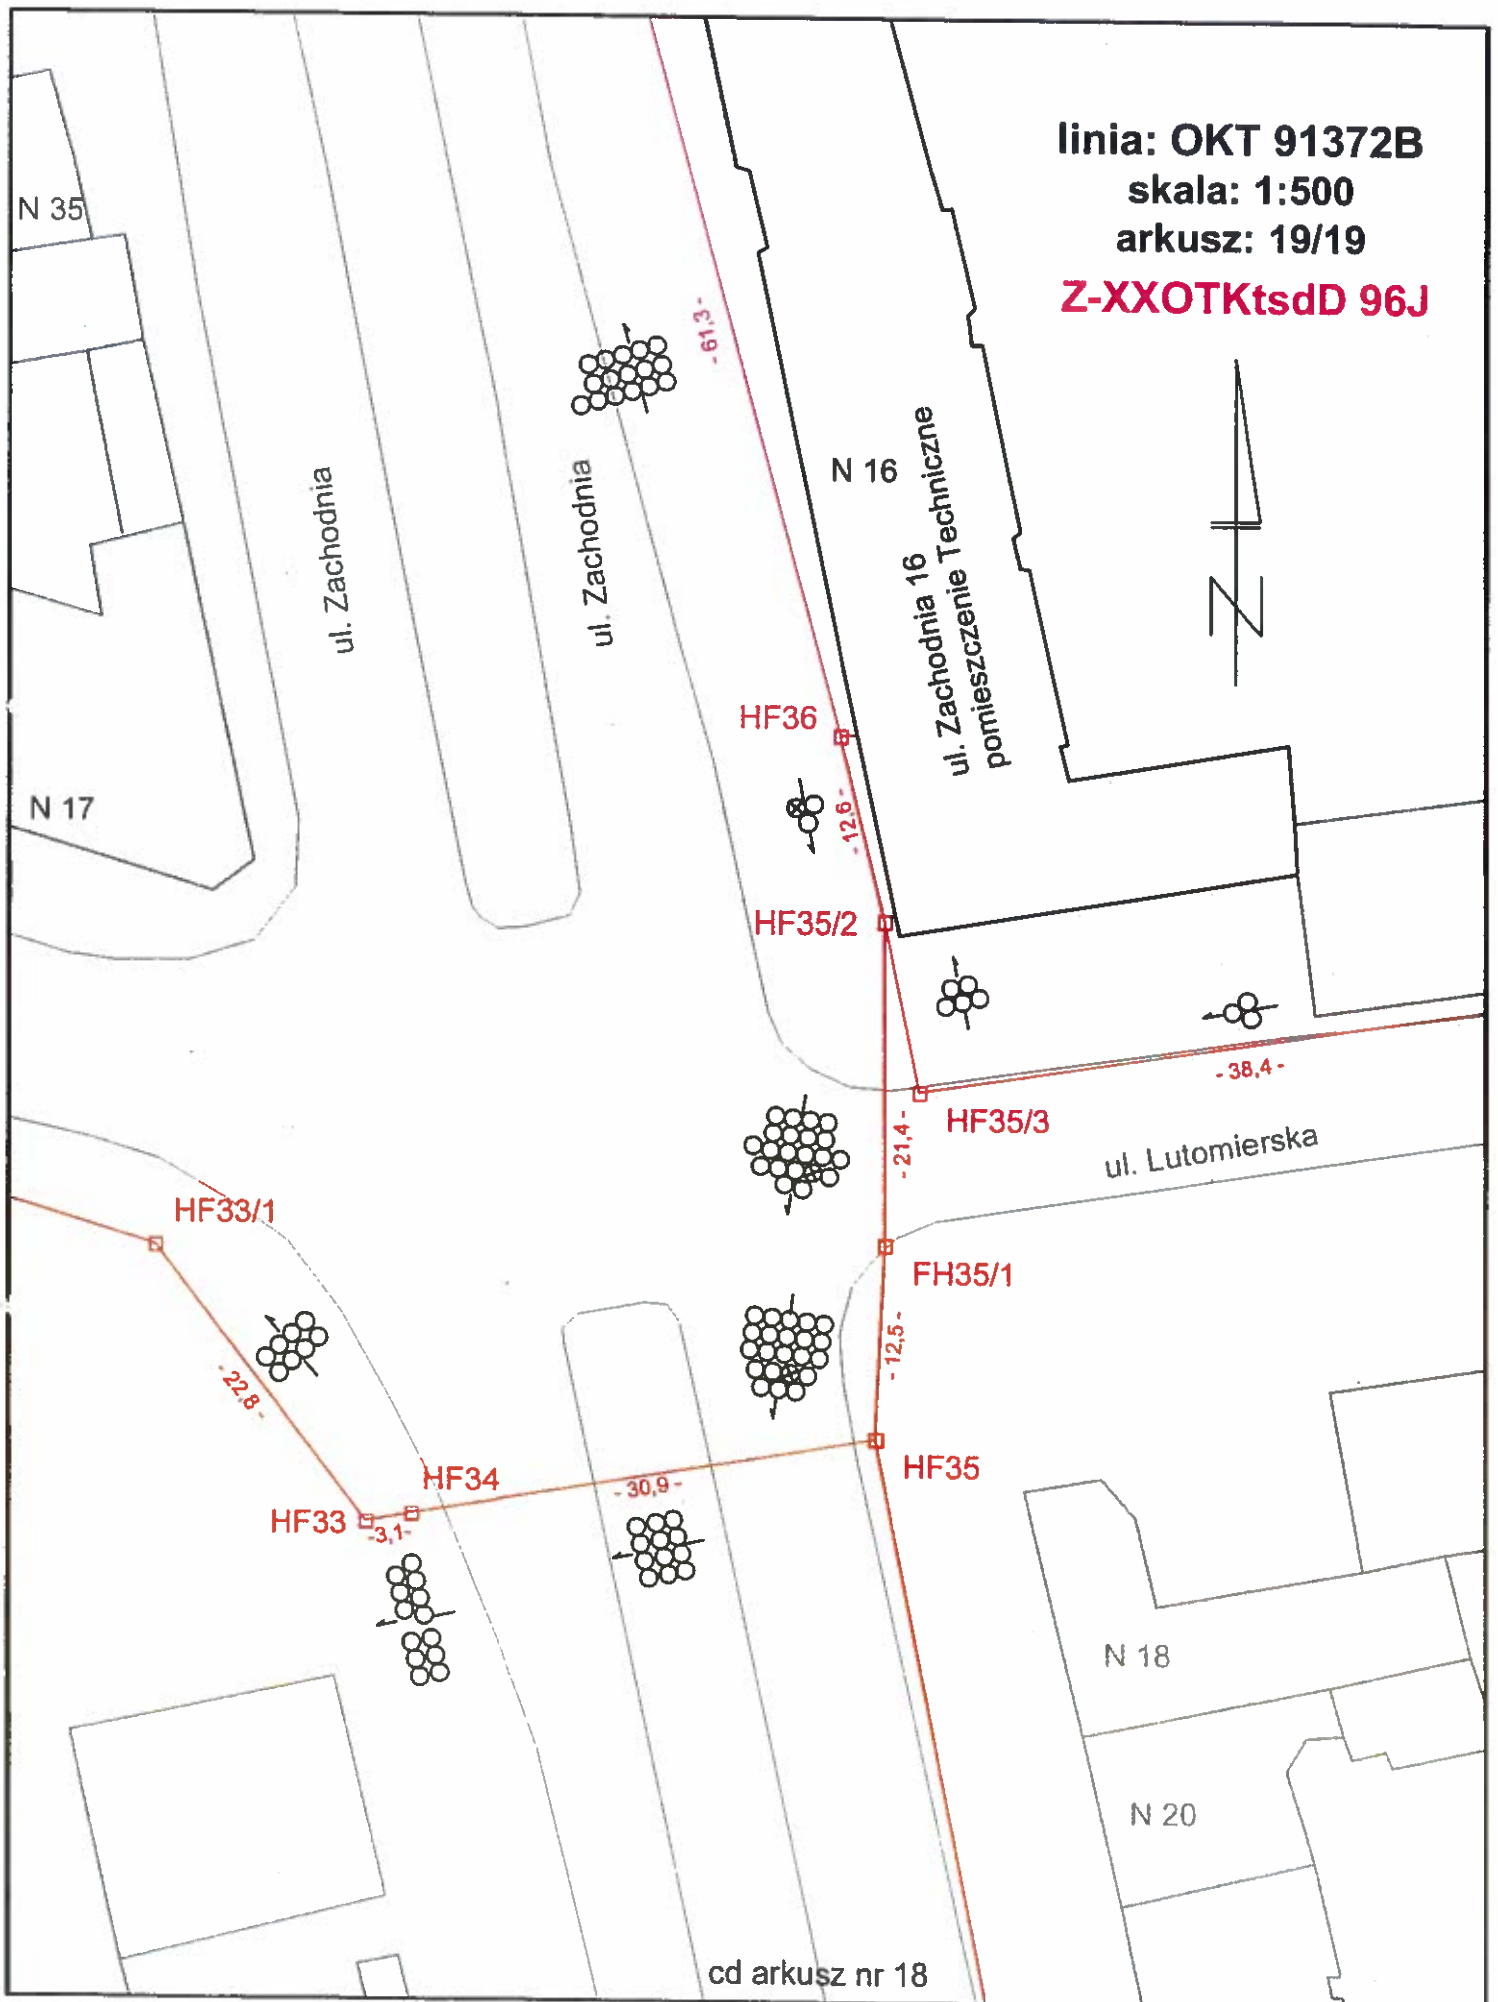 linia: OKT 91372B
skala: 1:500
arkusz: 19/19
Z-XXOTKtsdD 96J
N 35
- 61,3 -
N 16
ul. Zachodnia
ul. Zachodnia
ul. Zachodnia 16
pomieszczenie Techniczne
N
HF36
N 17
- 12,6 -
HF35/2
- 38,4 -
HF35/3
- 21,4 -
ul. Lutomierska
HF33/1
FH35/1
- 12,5 -
- 22,8 -
HF35
HF34
- 30,9 -
HF33
-3,1-
N 18
N 20
cd arkusz nr 18